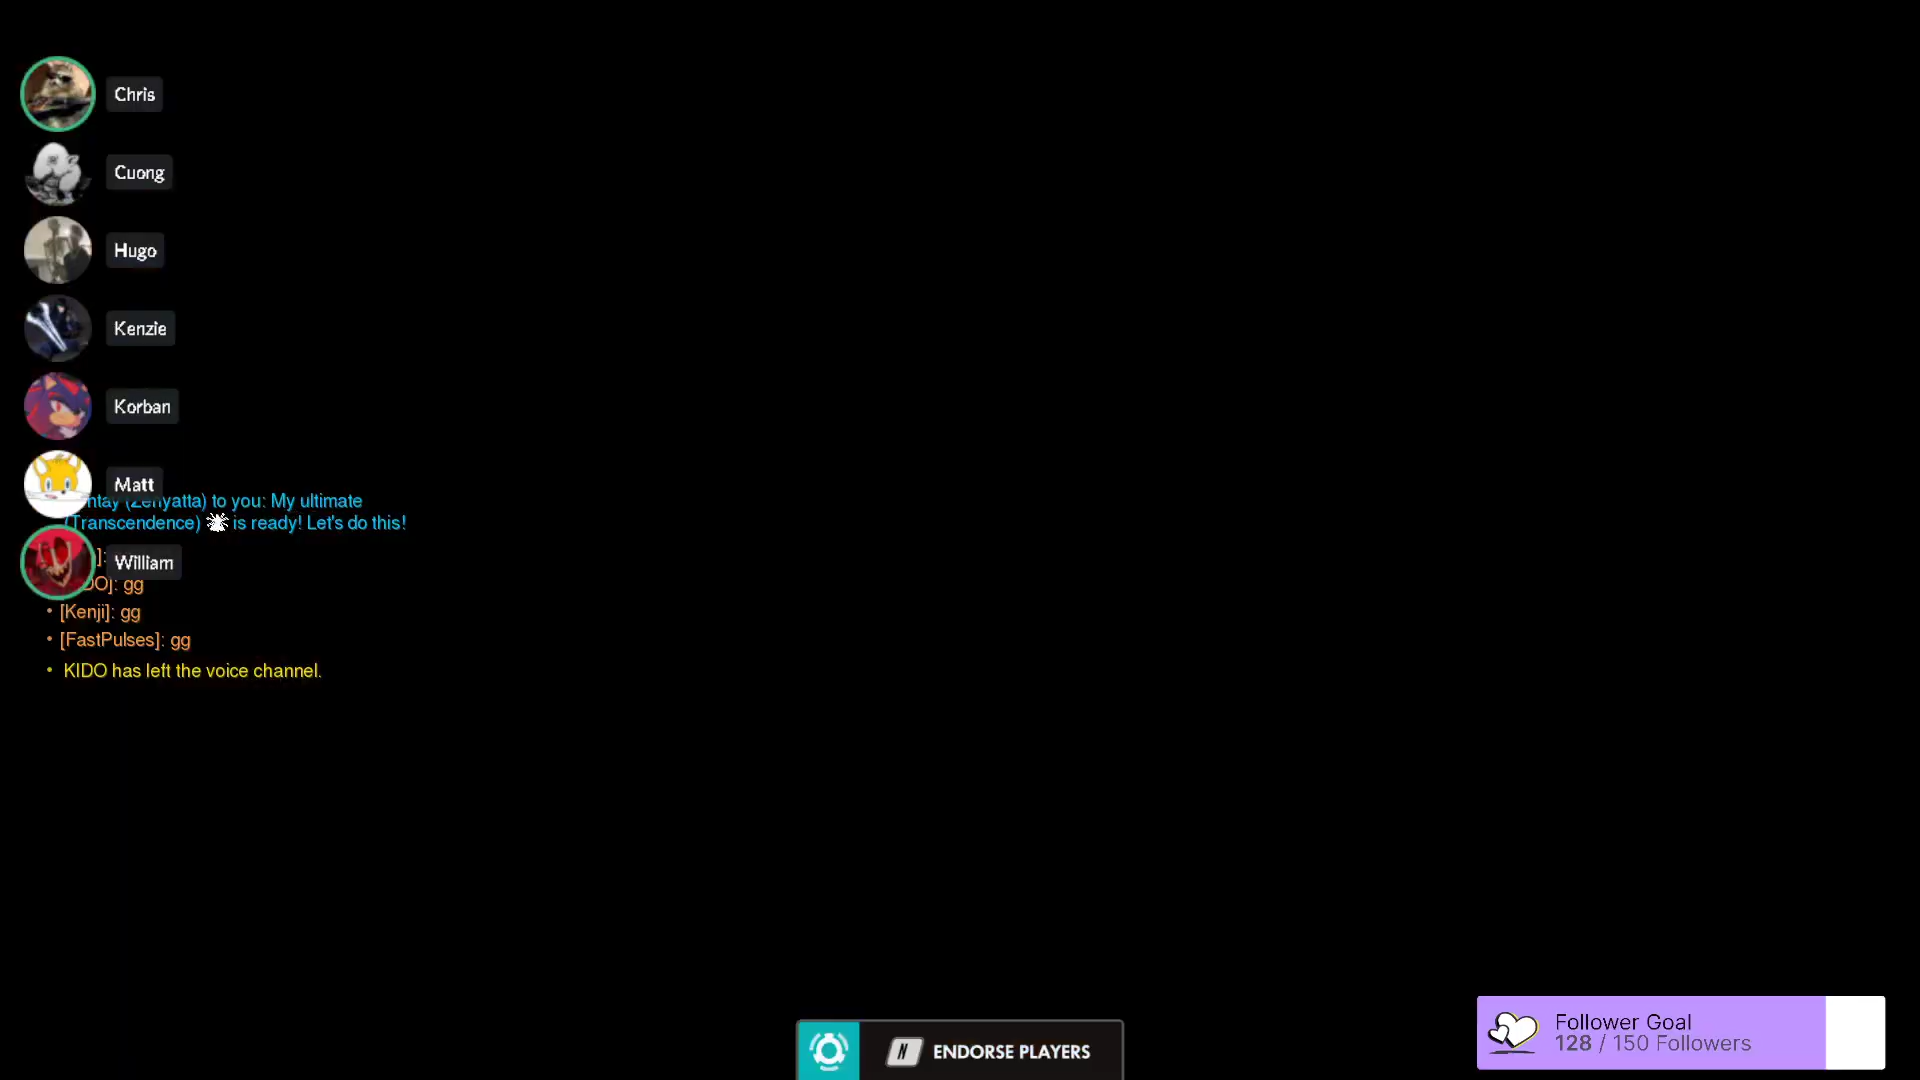 Chris
Cuong
Hugo
Kenzie
Korban
Matt
(Zenyatta) to you: My ultimate
(Transcendence) is ready! Let's do this!
William
]: gg
[Kenji]: gg
[FastPulses]: gg
KIDO has left the voice channel.
N ENDORSE PLAYERS
Follower Goal
128 / 150 Followers